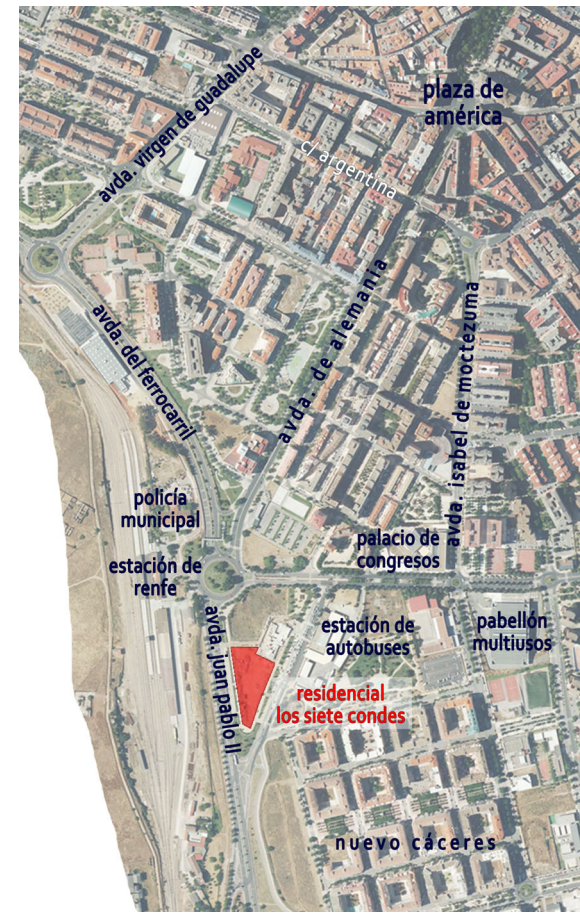 avda. virgen de guadalupe
plaza de
américa
c/ argentina
avda. de alemania
avda. isabel de moctezuma
avda. del ferrocarril
policía
municipal
palacio de
congresos
estación de
renfe
avda. juan pablo II
estación de
autobuses
pabellón
multiusos
residencial
los siete condes
nuevo cáceres